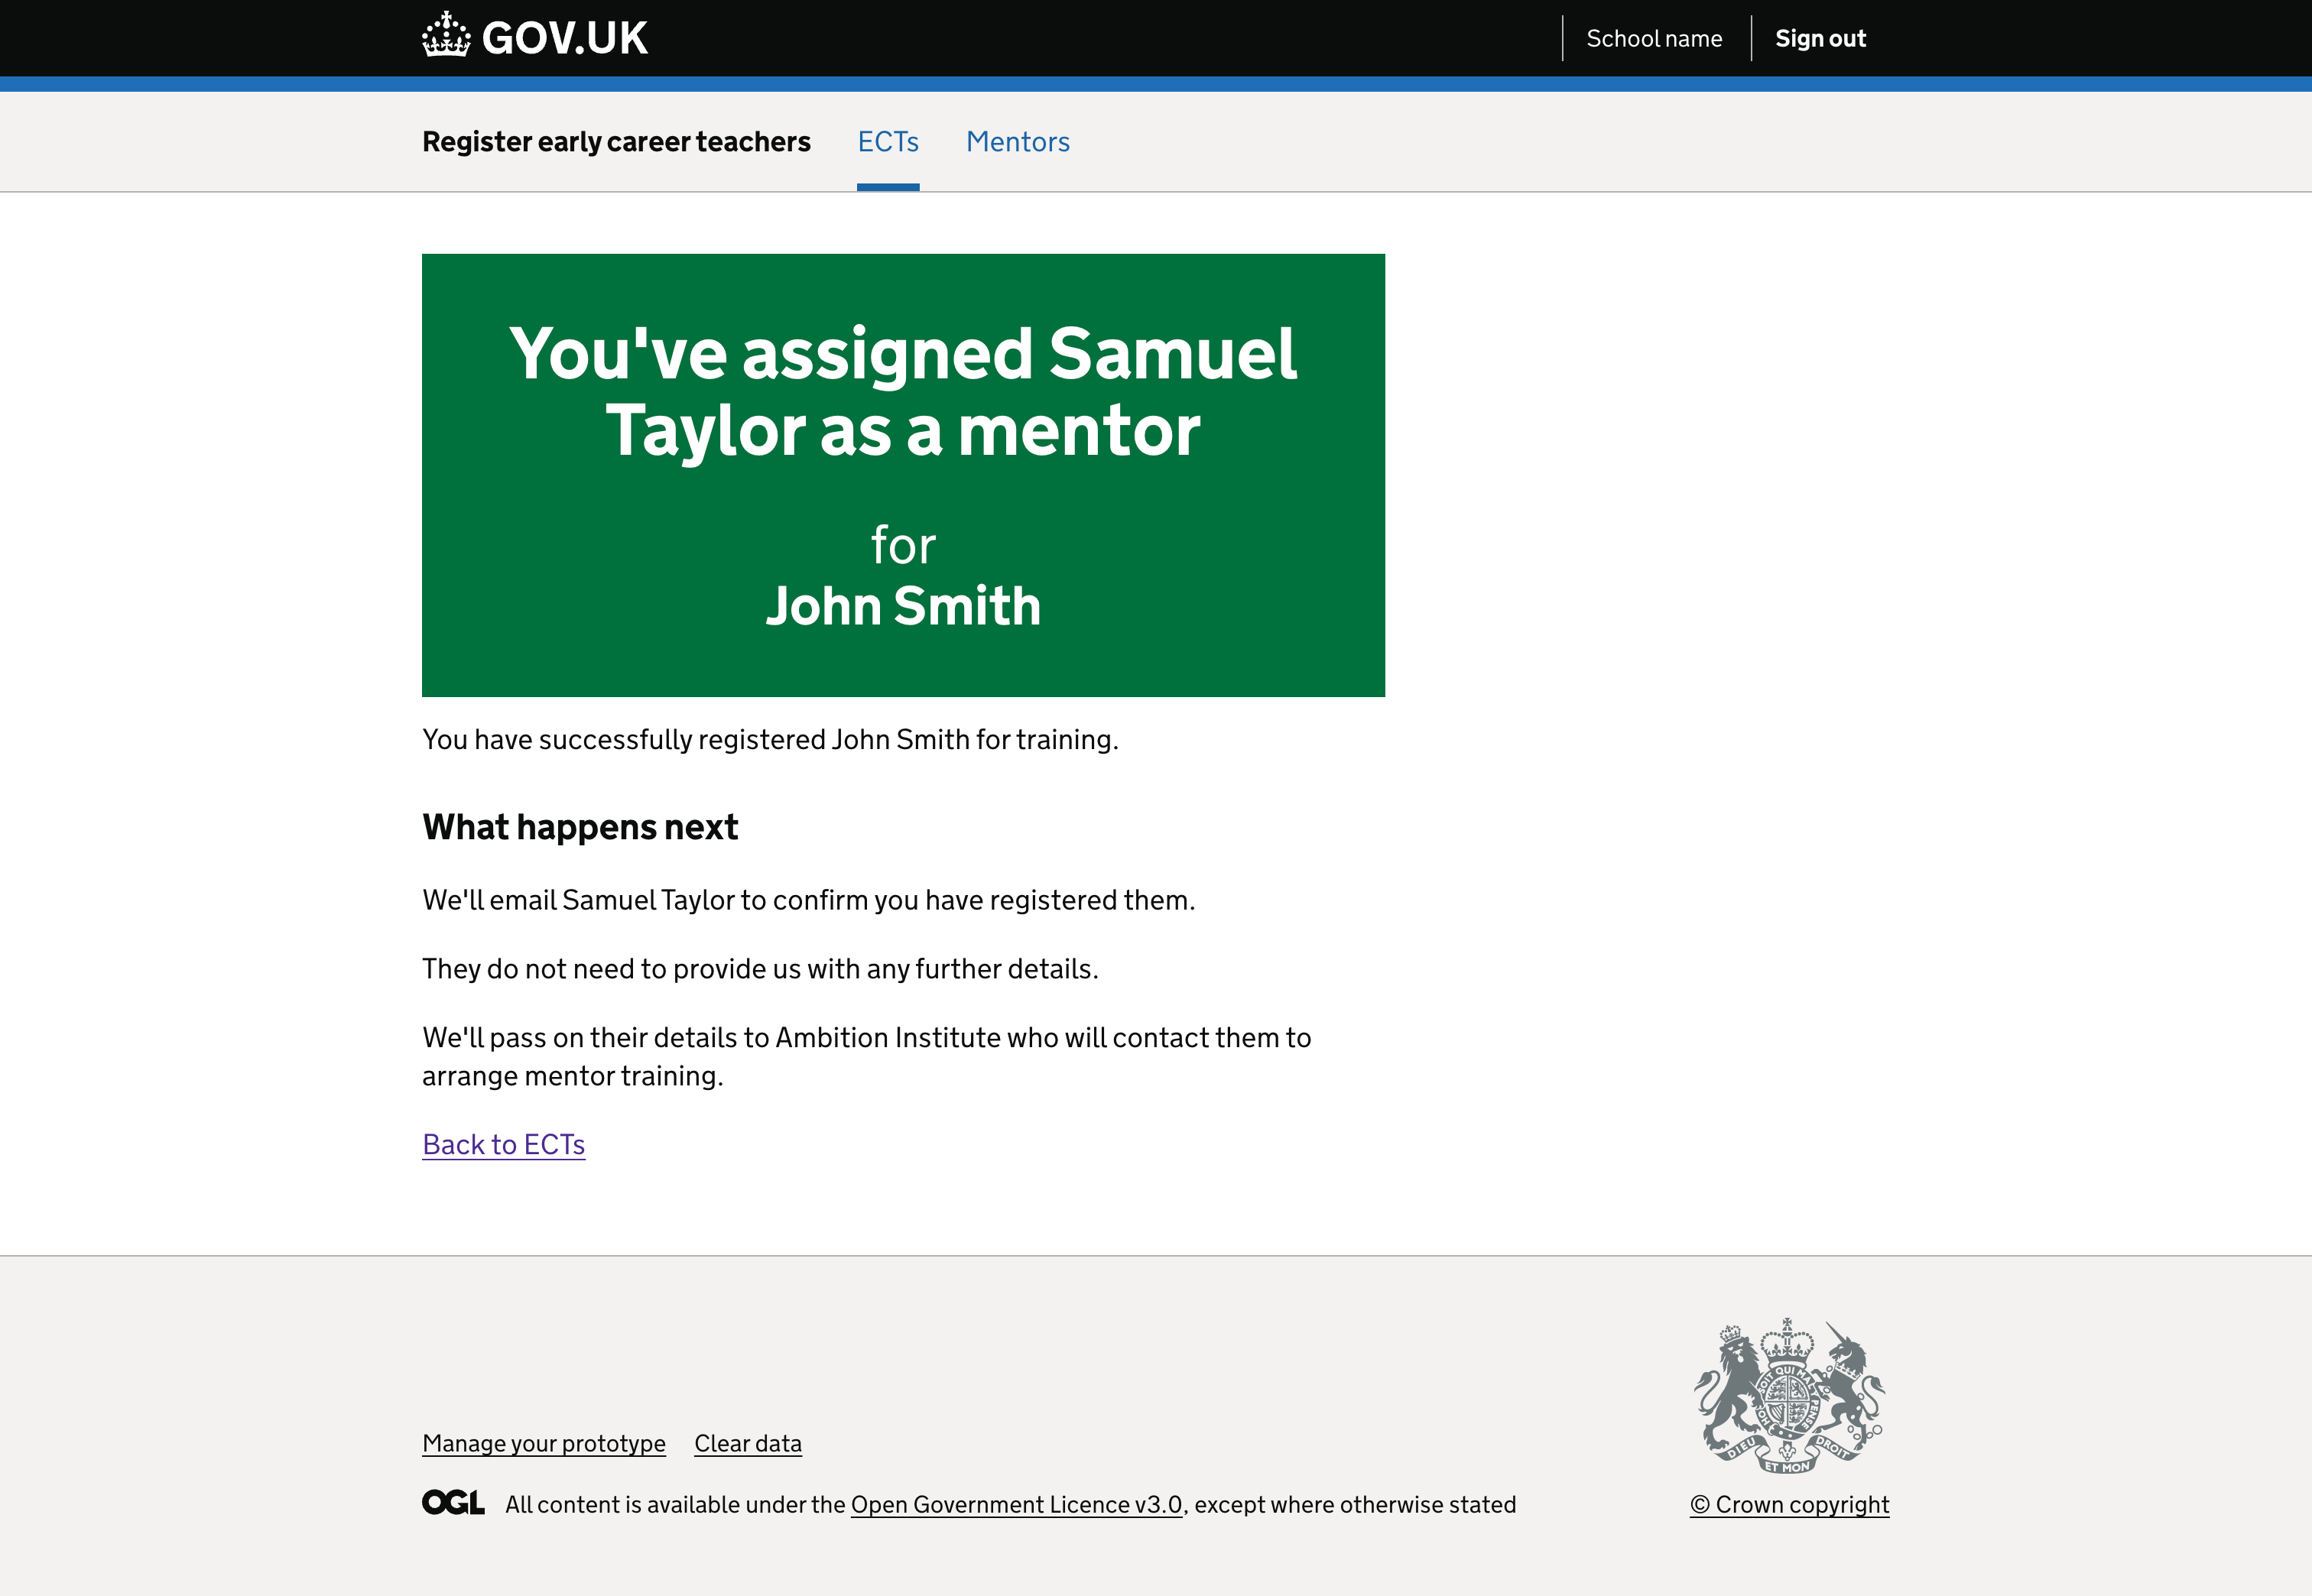 GOV.UK
School name
Sign out
Register early career teachers
ECTs
Mentors
You've assigned Samuel
Taylor as a mentor
for
John Smith
You have successfully registered John Smith for training.
What happens next
We'll email Samuel Taylor to confirm you have registered them.
They do not need to provide us with any further details.
We'll pass on their details to Ambition Institute who will contact them to
arrange mentor training.
Back to ECTs
Manage your prototype
Clear data
OGL
All content is available under the Open Government Licence v3.0, except where otherwise stated
DIEU ET MON DROIT
© Crown copyright